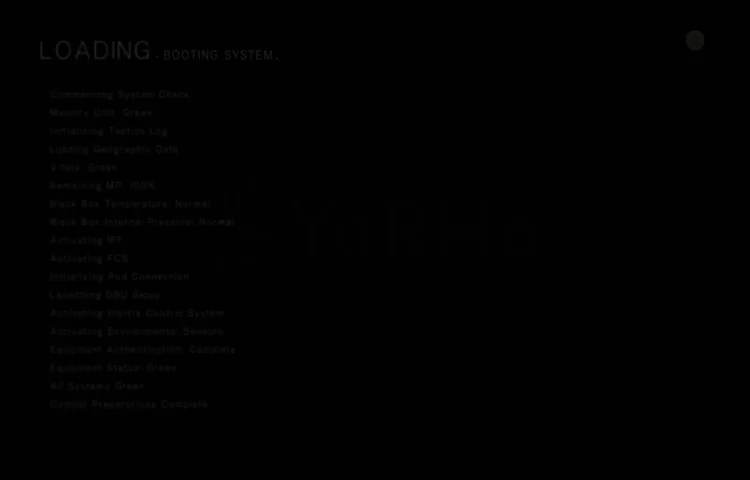 LOADING - BOOTING SYSTEM.
Commencing System Check
Memory Unit: Green
Initializing Tactics Log
Loading Geographic Data
Vitals: Green
Remaining MP: 100%
Black Box Temperature: Normal
Black Box Internal Pressure: Normal
Activating IFF
Activating FCS
Initializing Pod Connection
Launching DBU Setup
Activating Inertia Control System
Activating Environmental Sensors
Equipment Authentication: Complete
Equipment Status: Green
All Systems Green
Combat Preparations Complete